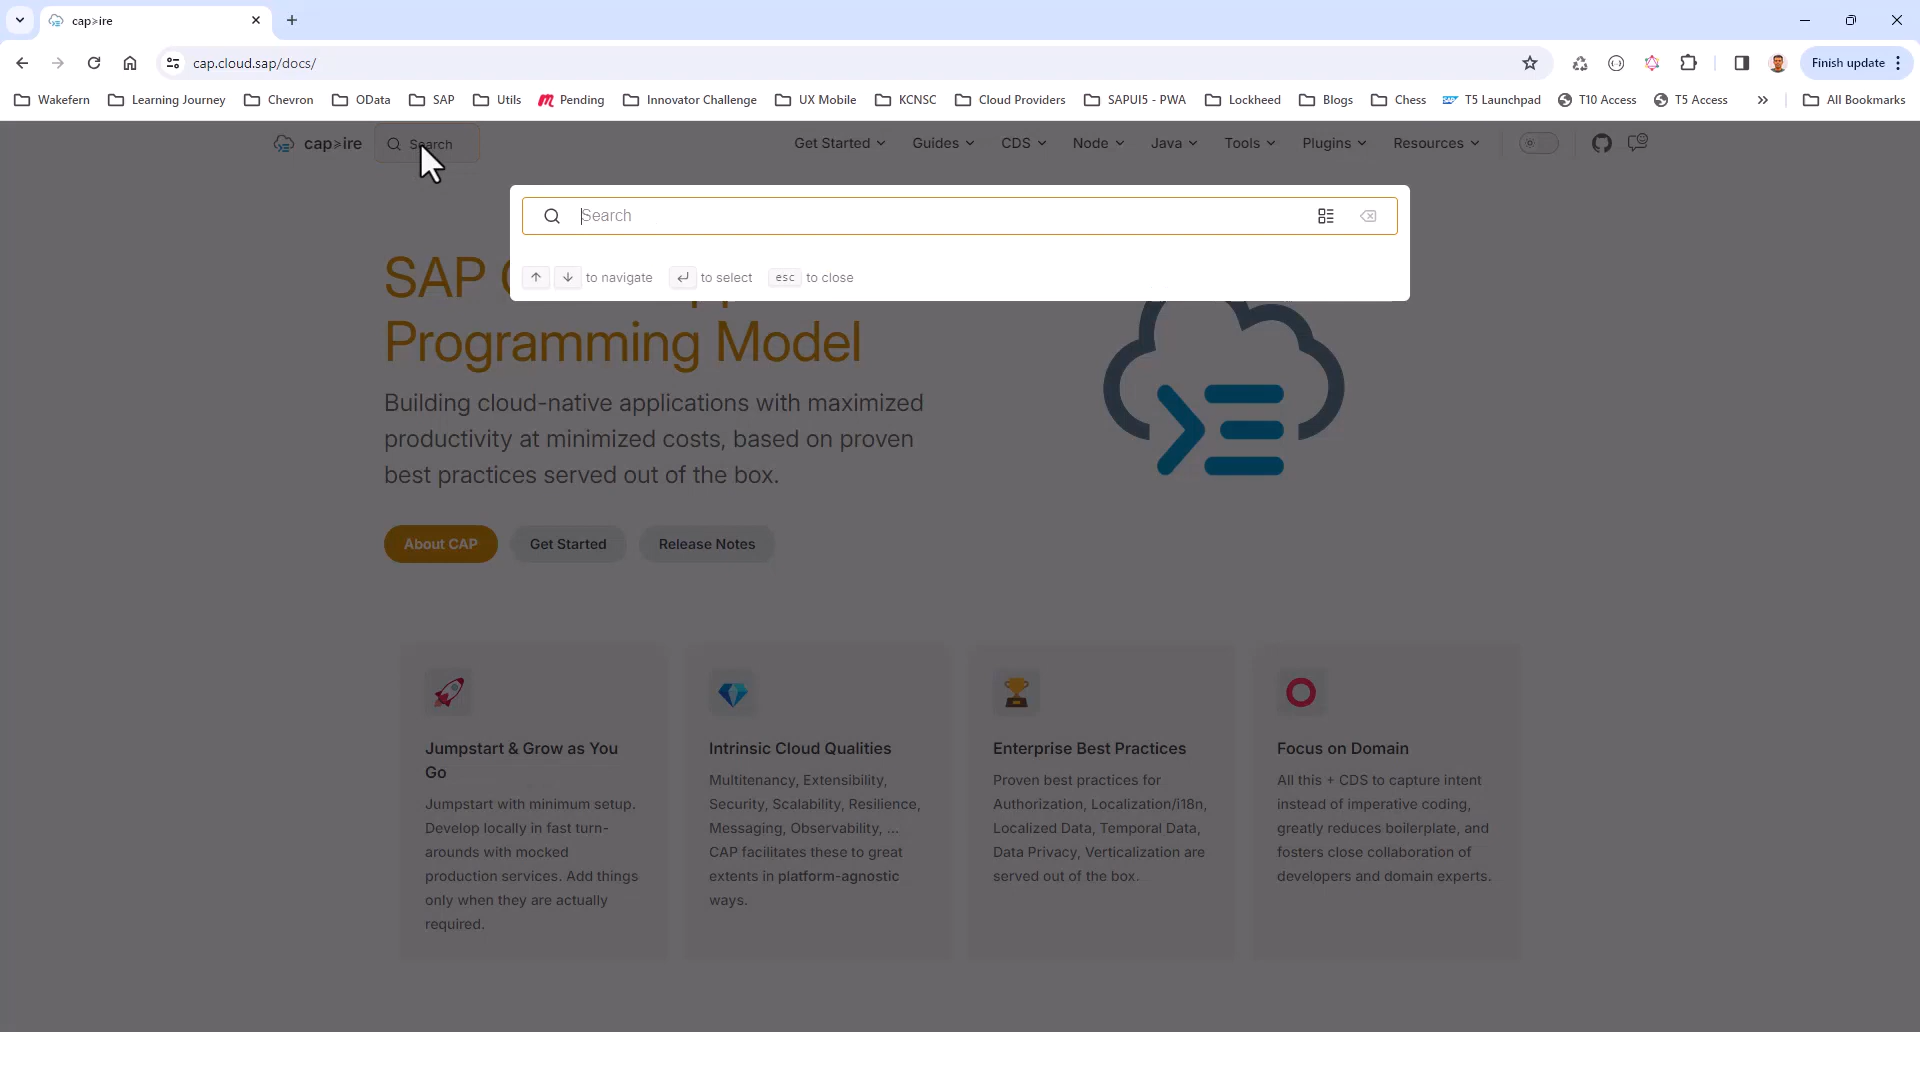 cap>ire
cap.cloud.sap/docs/
Finish update
Wakefern
Learning Journey
Chevron
OData
SAP
Utils
Pending
Innovator Challenge
UX Mobile
KCNSC
Cloud Providers
SAPUI5 - PWA
Lockheed
Blogs
Chess
T5 Launchpad
T10 Access
T5 Access
All Bookmarks
cap>ire
Search
Get Started
Guides
CDS
Node
Java
Tools
Plugins
Resources
Search
to navigate
to select
esc to close
SAP
Programming Model
Building cloud-native applications with maximized
productivity at minimized costs, based on proven
best practices served out of the box.
About CAP
Get Started
Release Notes
Jumpstart & Grow as You
Go
Jumpstart with minimum setup.
Develop locally in fast turn-
arounds with mocked
production services. Add things
only when they are actually
required.
Intrinsic Cloud Qualities
Multitenancy, Extensibility,
Security, Scalability, Resilience,
Messaging, Observability, ...
CAP facilitates these to great
extents in platform-agnostic
ways.
Enterprise Best Practices
Proven best practices for
Authorization, Localization/i18n,
Localized Data, Temporal Data,
Data Privacy, Verticalization are
served out of the box.
Focus on Domain
All this + CDS to capture intent
instead of imperative coding,
greatly reduces boilerplate, and
fosters close collaboration of
developers and domain experts.